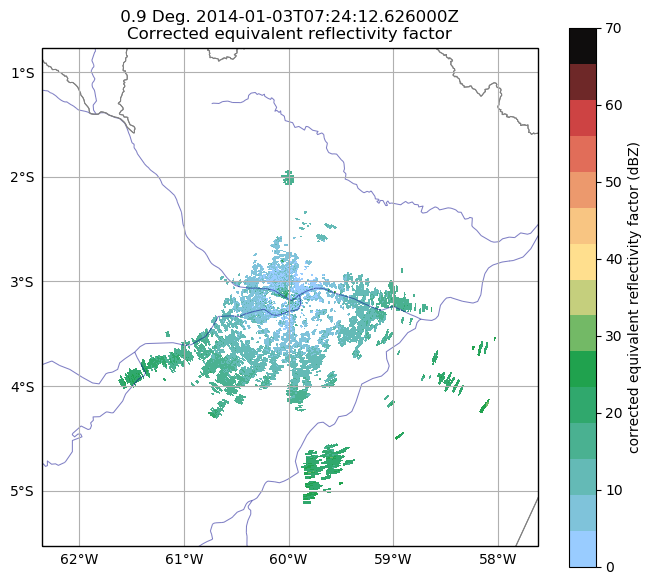 0.9 Deg. 2014-01-03T07:24:12.626000Z
Corrected equivalent reflectivity factor
1°S
2°S
3°S
4°S
5°S
62°W
61°W
60°W
59°W
58°W
70
60
50
40
30
20
10
0
corrected equivalent reflectivity factor (dBZ)